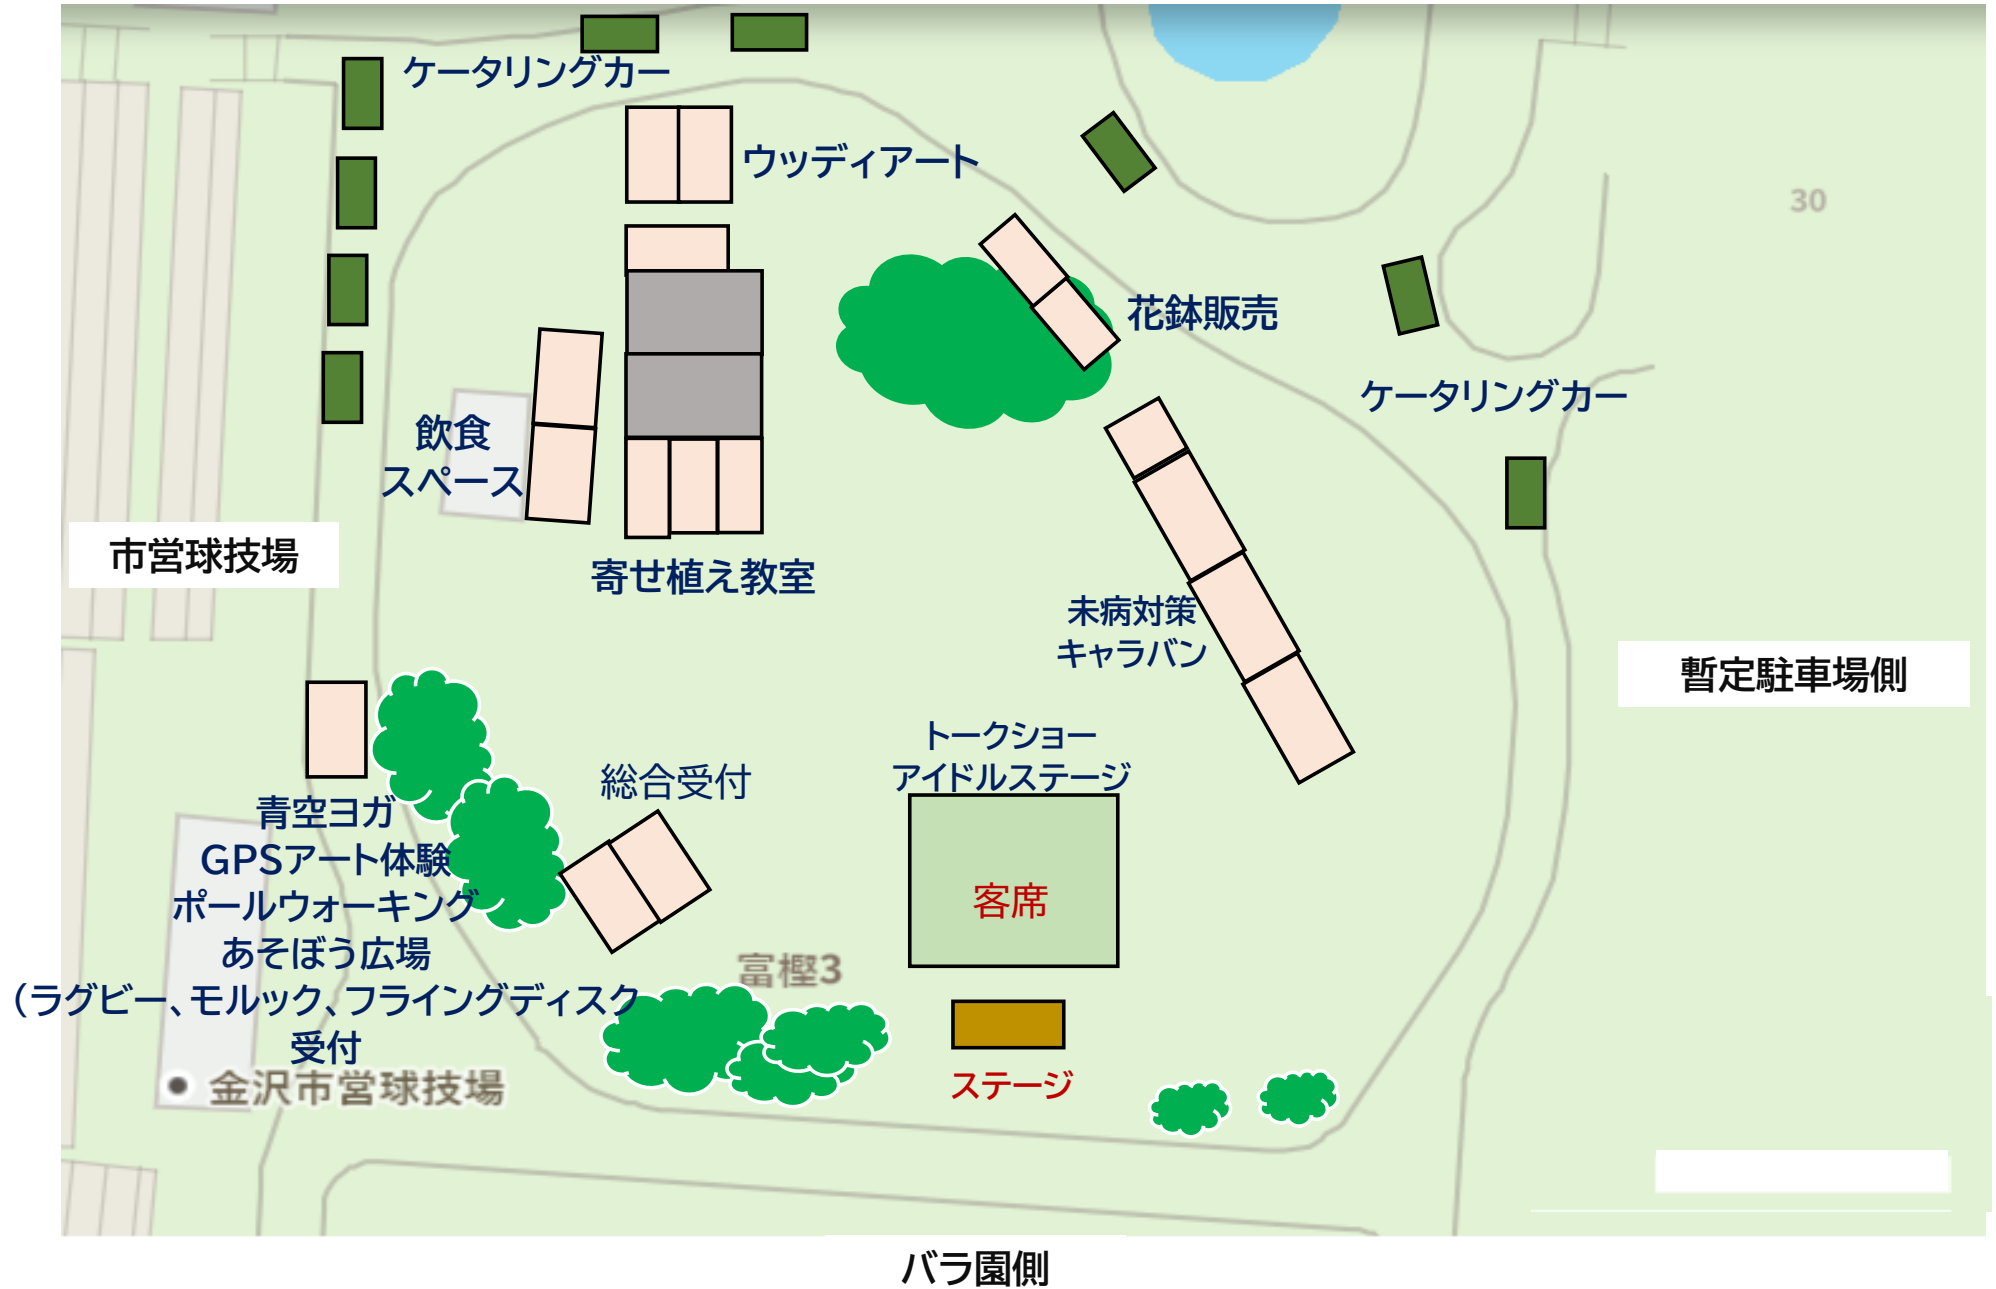 ケータリングカー
ウッディアート
30
花鉢販売
ケータリングカー
飲食
スペース
市営球技場
寄せ植え教室
未病対策
キャラバン
暫定駐車場側
トークショー
アイドルステージ
総合受付
青空ヨガ
GPSアート体験
ポールウォーキング
あそぼう広場
(ラグビー、モルック、フライングディスク
受付
客席
富樫3
ステージ
金沢市営球技場
バラ園側